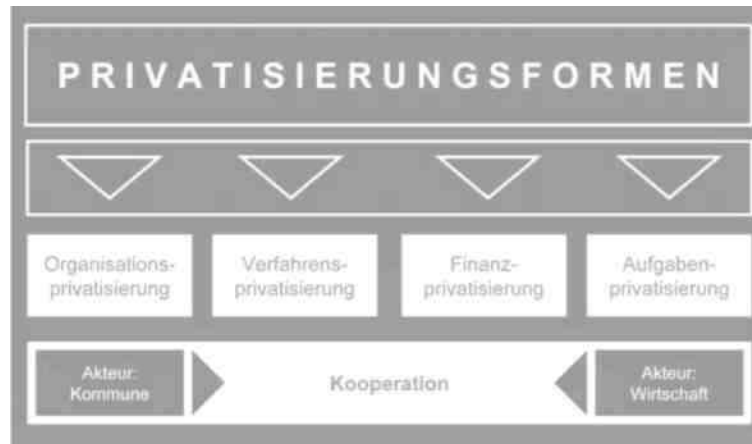 PRIVATISIERUNGSFORMEN
Organisations-
privatisierung
Verfahrens-
privatisierung
Finanz-
privatisierung
Aufgaben-
privatisierung
Akteur:
Kommune
Kooperation
Akteur:
Wirtschaft